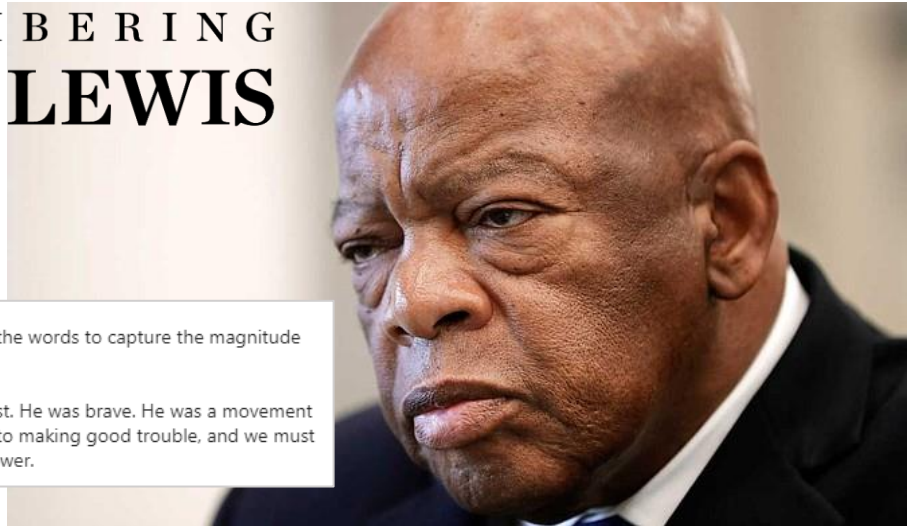 BERING
LEWIS
the words to capture the magnitude
st. He was brave. He was a movement
to making good trouble, and we must
wer.